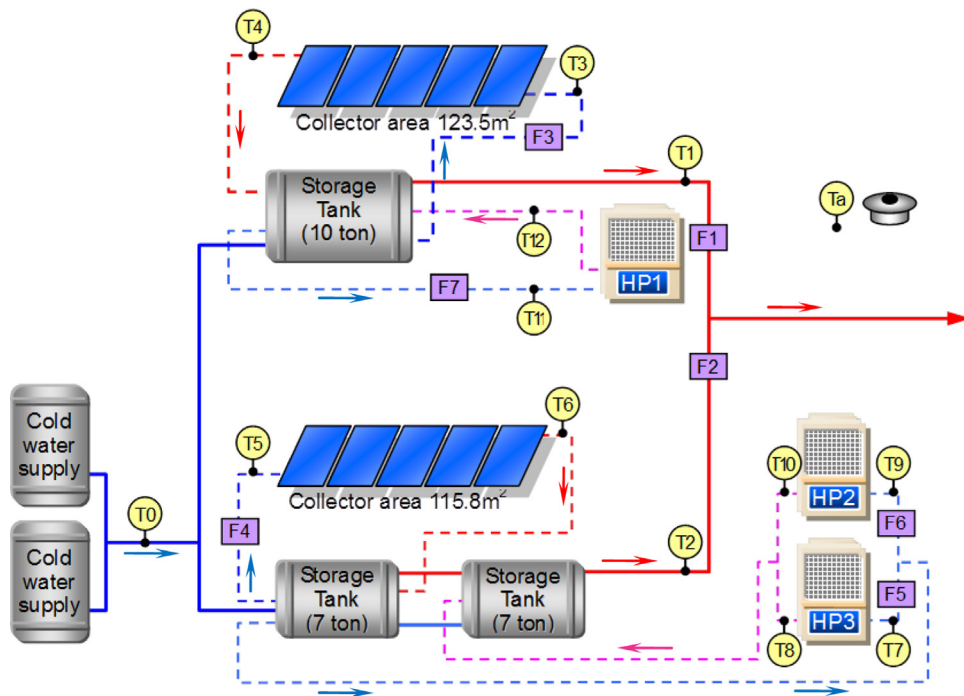 T4
T3
Collector area 123.5m²
F3
Storage
Tank
(10 ton)
T1
Ta
T12
F1
HP1
F7
T11
F2
Cold
water
supply
T6
T5
Collector area 115.8m²
T10
T9
HP2
T0
F4
F6
Cold
water
supply
Storage
Tank
(7 ton)
Storage
Tank
(7 ton)
T2
HP3
F5
T8
T7